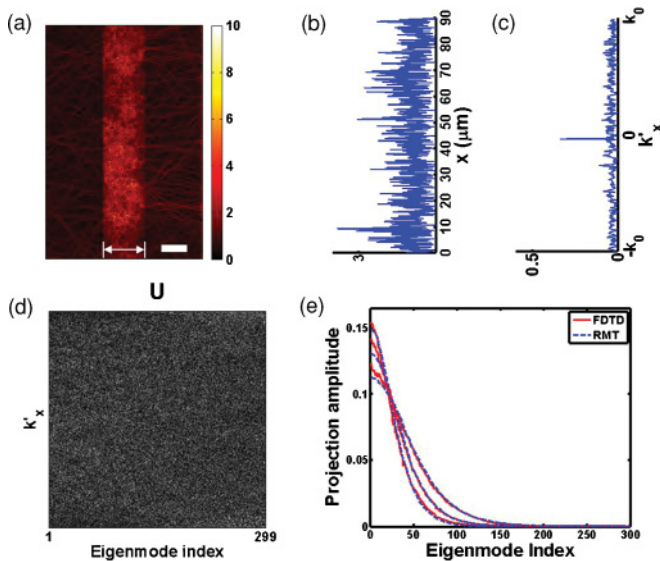 (a)
10
8
6
4
2
0
(b)
90
80
70
60
50
40
30
20
10
0
x (μm)
3
(c)
k₀
0
-k₀
k'ₓ
0.5
0
(d)
U
k'ₓ
1
299
Eigenmode index
(e)
FDTD
RMT
0.15
0.1
0.05
0
Projection amplitude
0 50 100 150 200 250 300
Eigenmode Index